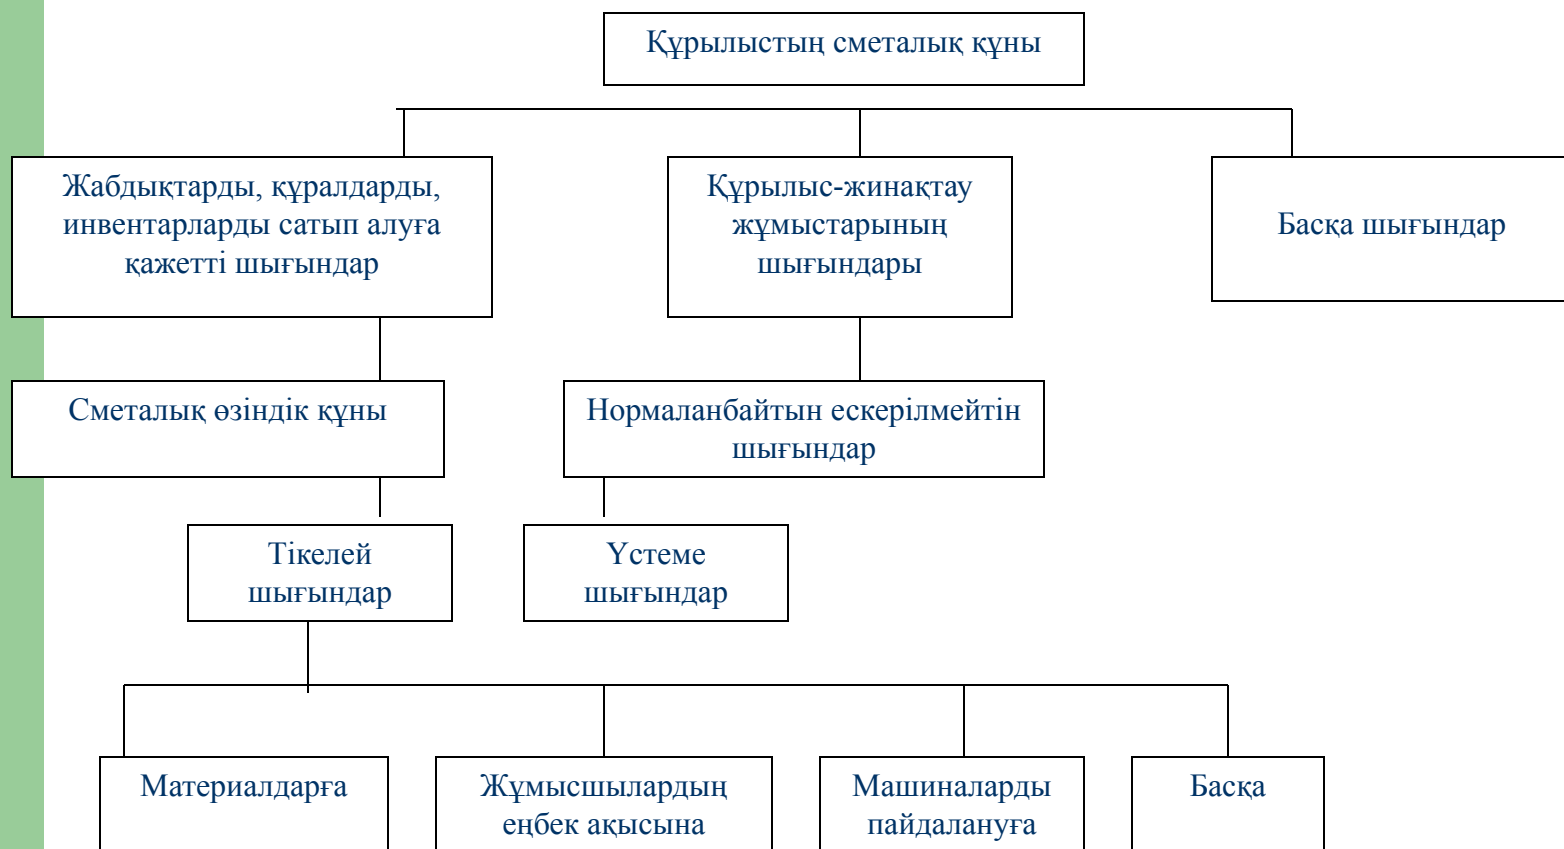 Құрылыстың сметалық құны
Жабдықтарды, құралдарды,
инвентарларды сатып алуға
қажетті шығындар
Құрылыс-жинақтау
жұмыстарының
шығындары
Басқа шығындар
Сметалық өзіндік құны
Нормаланбайтын ескерілмейтін
шығындар
Тікелей
шығындар
Үстеме
шығындар
Материалдарға
Жұмысшылардың
еңбек ақысына
Машиналарды
пайдалануға
Басқа